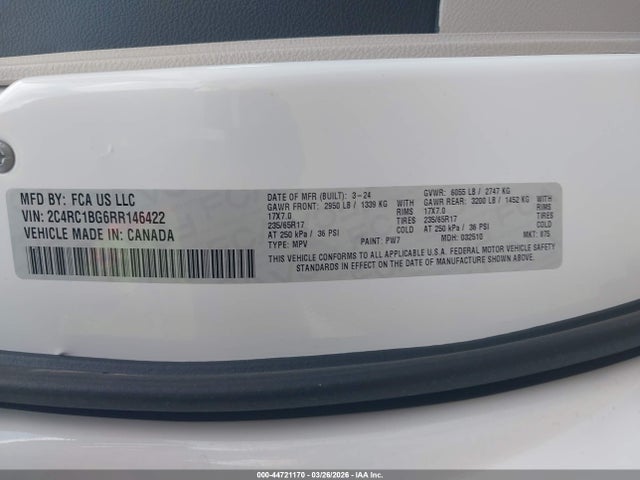 MFD BY: FCA US LLC
VIN: 2C4RC1BG6RR146422
VEHICLE MADE IN: CANADA
DATE OF MFR (BUILT): 3-24
GAWR FRONT: 2950 LB / 1339 KG WITH
17X7.0 RIMS
235/65R17 TIRES
AT 250 kPa / 36 PSI COLD
TYPE: MPV PAINT: PW7
GVWR: 6055 LB / 2747 KG
GAWR REAR: 3200 LB / 1452 KG WITH
17X7.0 RIMS
235/65R17 TIRES
AT 250 kPa / 36 PSI COLD
MDH: 032510 MKT: 875
THIS VEHICLE CONFORMS TO ALL APPLICABLE U.S.A. FEDERAL MOTOR VEHICLE SAFETY
STANDARDS IN EFFECT ON THE DATE OF MANUFACTURE SHOWN ABOVE
000-44721170 | 03/26/2026 | IAA Inc.